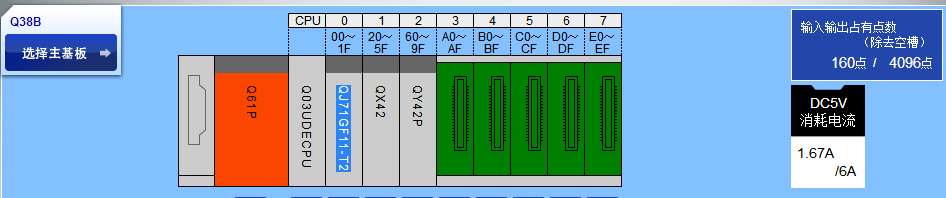 Q38B
选择主基板
CPU 0 1 2 3 4 5 6 7
00～1F 20～5F 60～9F A0～AF B0～BF C0～CF D0～DF E0～EF
Q61P
Q03UDECPU
QJ71GF11-T2
QX42
QY42P
输入输出占有点数
（除去空槽）
160点 / 4096点
DC5V
消耗电流
1.67A
/6A